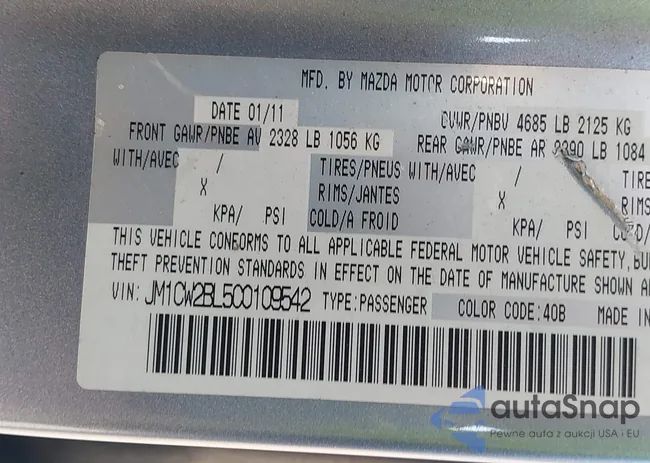 MFD. BY MAZDA MOTOR CORPORATION
DATE 01/11
GVWR/PNBV 4685 LB 2125 KG
FRONT GAWR/PNBE AV 2328 LB 1056 KG
REAR GAWR/PNBE AR 2390 LB 1084
WITH/AVEC / TIRES/PNEUS WITH/AVEC / TIRE
X RIMS/JANTES X RIMS
KPA/ PSI COLD/A FROID KPA/ PSI
THIS VEHICLE CONFORMS TO ALL APPLICABLE FEDERAL MOTOR VEHICLE SAFETY, BU
THEFT PREVENTION STANDARDS IN EFFECT ON THE DATE OF MANUFACTURE SHOWN A
VIN: JM1CW2BL5C0109542 TYPE:PASSENGER COLOR CODE:40B MADE IN
autaSnap
Pewne auta z aukcji USA - EU